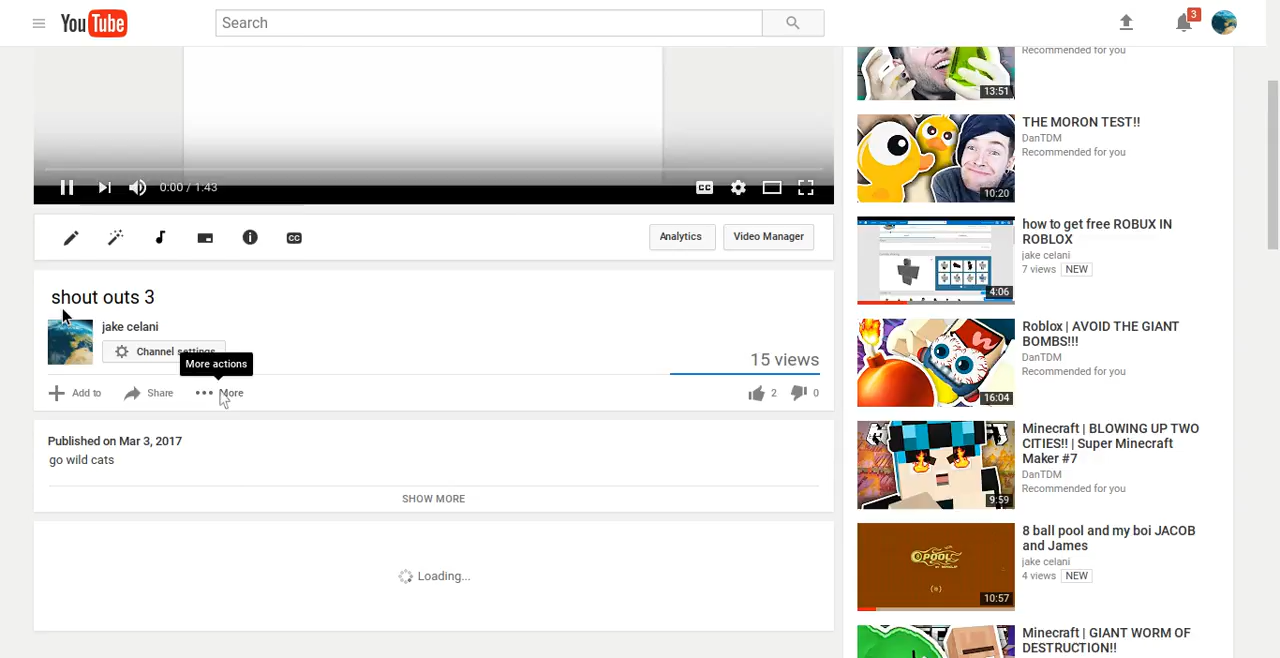 YouTube
Search
3
0:00 / 1:43
CC
CC
Analytics
Video Manager
shout outs 3
jake celani
Channel settings
More actions
15 views
Add to
Share
More
2
0
Published on Mar 3, 2017
go wild cats
SHOW MORE
Loading...
Recommended for you
13:51
THE MORON TEST!!
DanTDM
Recommended for you
10:20
how to get free ROBUX IN
ROBLOX
jake celani
7 views NEW
4:06
Roblox | AVOID THE GIANT
BOMBS!!!
DanTDM
Recommended for you
16:04
Minecraft | BLOWING UP TWO
CITIES!! | Super Minecraft
Maker #7
DanTDM
Recommended for you
9:59
8 ball pool and my boi JACOB
and James
jake celani
4 views NEW
POOL
10:57
Minecraft | GIANT WORM OF
DESTRUCTION!!